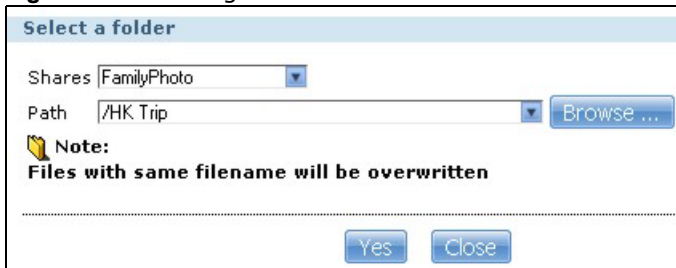 Select a folder
Shares FamilyPhoto
Path /HK Trip Browse ...
Note:
Files with same filename will be overwritten
Yes Close